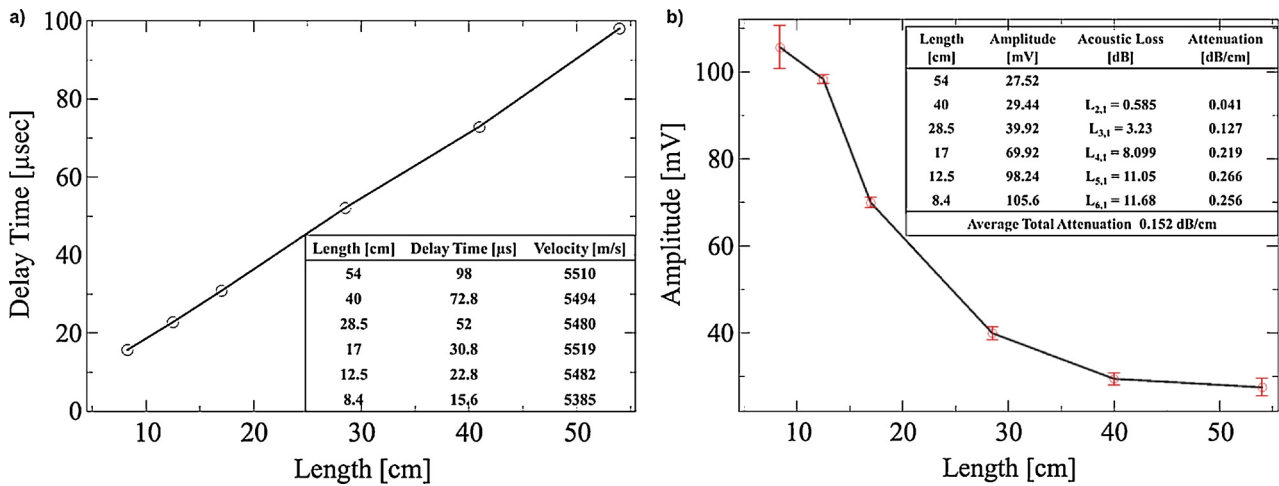 a)
100
80
60
40
20
0
Delay Time [µsec]
Length [cm] Delay Time [µs] Velocity [m/s]
54 98 5510
40 72.8 5494
28.5 52 5480
17 30.8 5519
12.5 22.8 5482
8.4 15.6 5385
10 20 30 40 50
Length [cm]
b)
100
80
60
40
Amplitude [mV]
Length Amplitude Acoustic Loss Attenuation
[cm] [mV] [dB] [dB/cm]
54 27.52
40 29.44 L2,1 = 0.585 0.041
28.5 39.92 L3,1 = 3.23 0.127
17 69.92 L4,1 = 8.099 0.219
12.5 98.24 L5,1 = 11.05 0.266
8.4 105.6 L6,1 = 11.68 0.256
Average Total Attenuation 0.152 dB/cm
10 20 30 40 50
Length [cm]